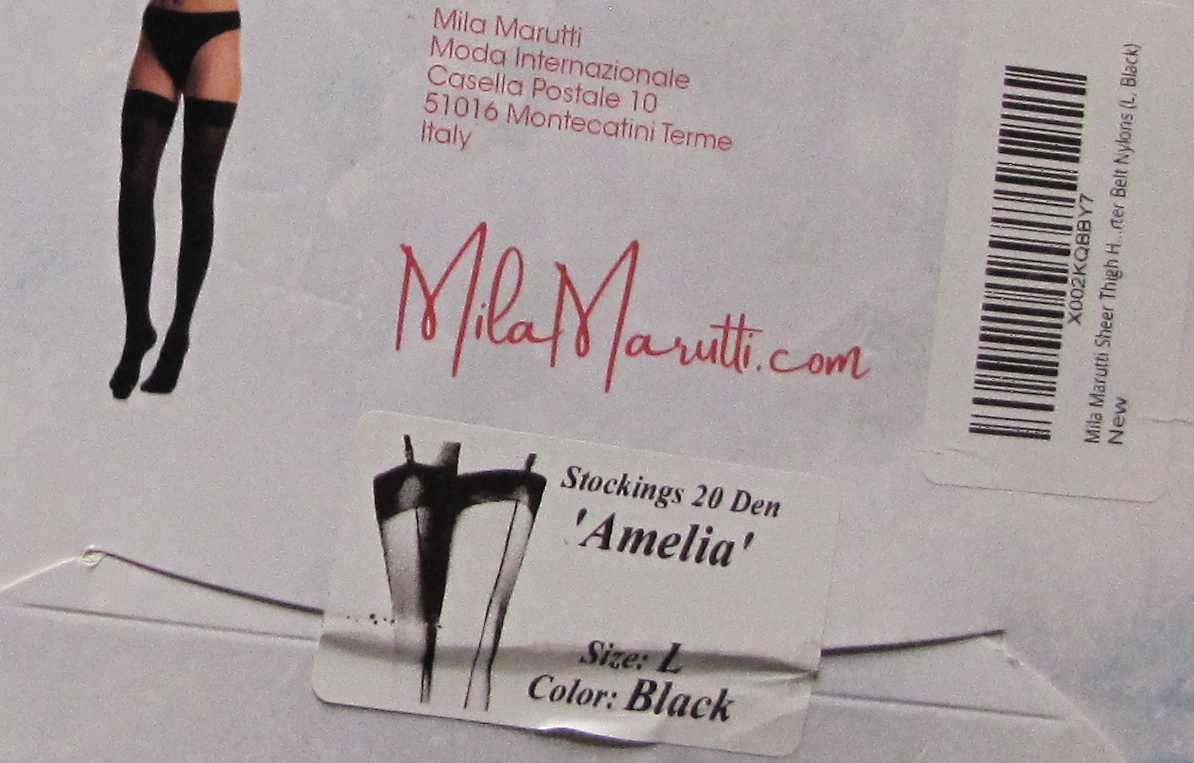 Mila Marutti
Moda Internazionale
Casella Postale 10
51016 Montecatini Terme
Italy
MilaMarutti.com
Stockings 20 Den
'Amelia'
Size: L
Color: Black
X002KQBBY7
Mila Marutti Sheer Thigh H...rter Belt Nylons (L, Black)
New